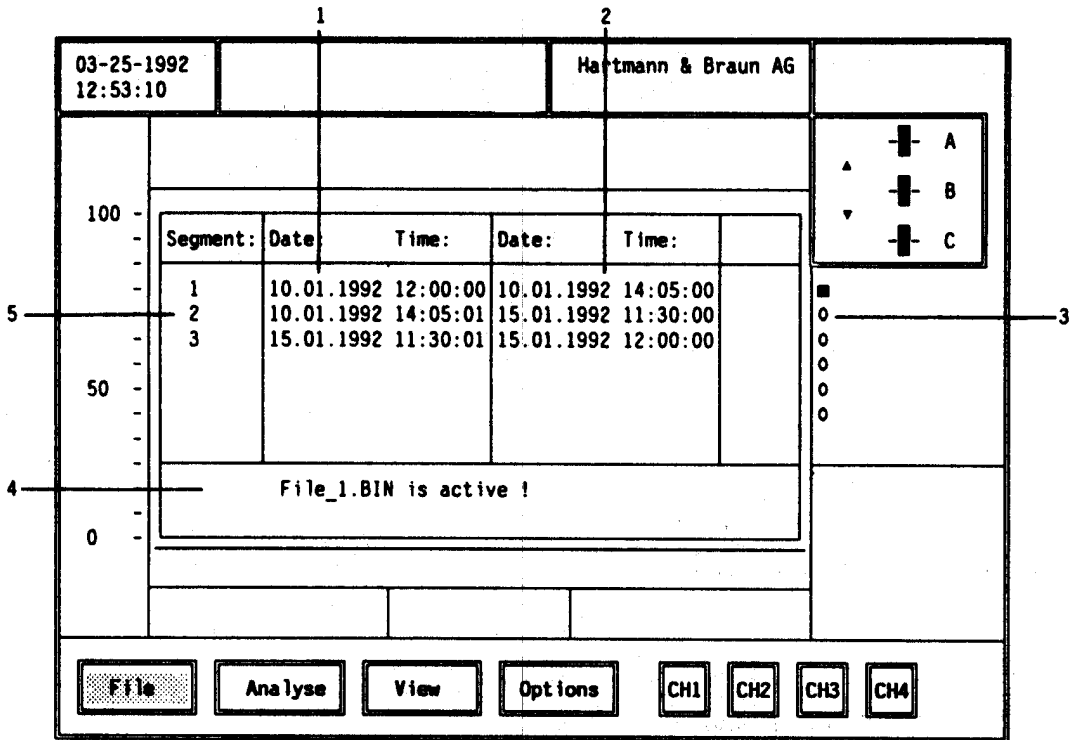 1 2
03-25-1992 Hartmann & Braun AG
12:53:10
A
B
100 -
Segment: Date: Time: Date: Time:
C
1 10.01.1992 12:00:00 10.01.1992 14:05:00
5 2 10.01.1992 14:05:01 15.01.1992 11:30:00 3
3 15.01.1992 11:30:01 15.01.1992 12:00:00
50 -
4 File_1.BIN is active !
0 -
File Analyse View Options CH1 CH2 CH3 CH4